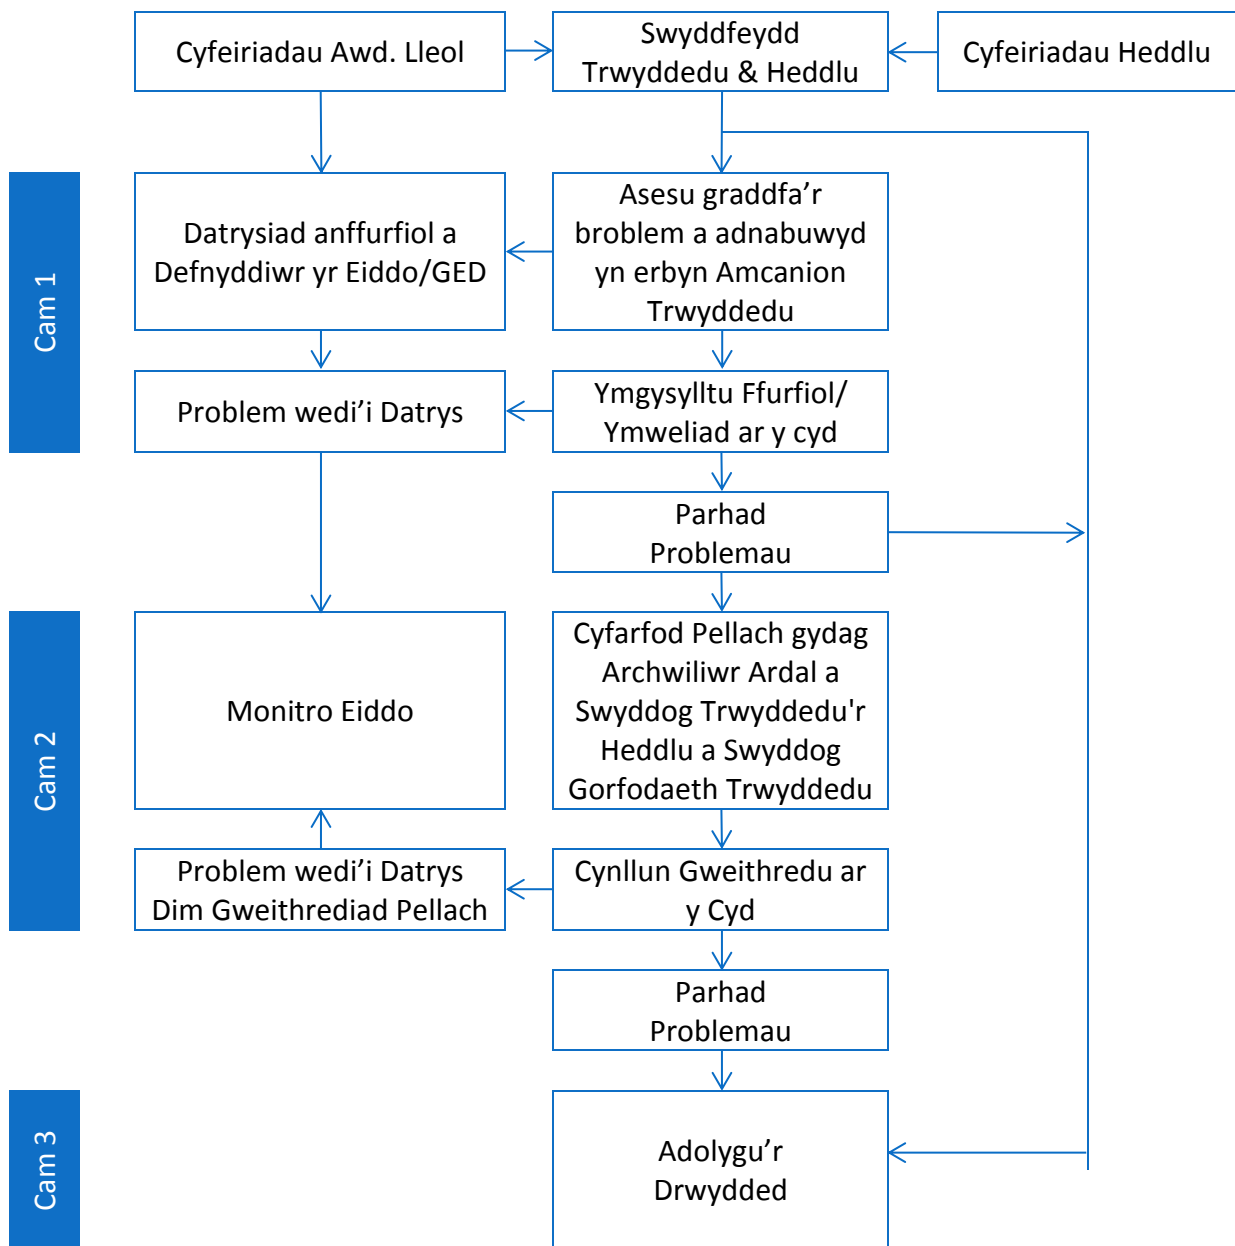 Cyfeiriadau Awd. Lleol
Swyddfeydd
Trwyddedu & Heddlu
Cyfeiriadau Heddlu
Cam 1
Datrysiad anffurfiol a
Defnyddiwr yr Eiddo/GED
Asesu graddfa’r
broblem a adnabuwyd
yn erbyn Amcanion
Trwyddedu
Problem wedi’i Datrys
Ymgysylltu Ffurfiol/
Ymweliad ar y cyd
Parhad
Problemau
Cam 2
Monitro Eiddo
Cyfarfod Pellach gydag
Archwiliwr Ardal a
Swyddog Trwyddedu'r
Heddlu a Swyddog
Gorfodaeth Trwyddedu
Problem wedi’i Datrys
Dim Gweithrediad Pellach
Cynllun Gweithredu ar
y Cyd
Parhad
Problemau
Cam 3
Adolygu’r
Drwydded